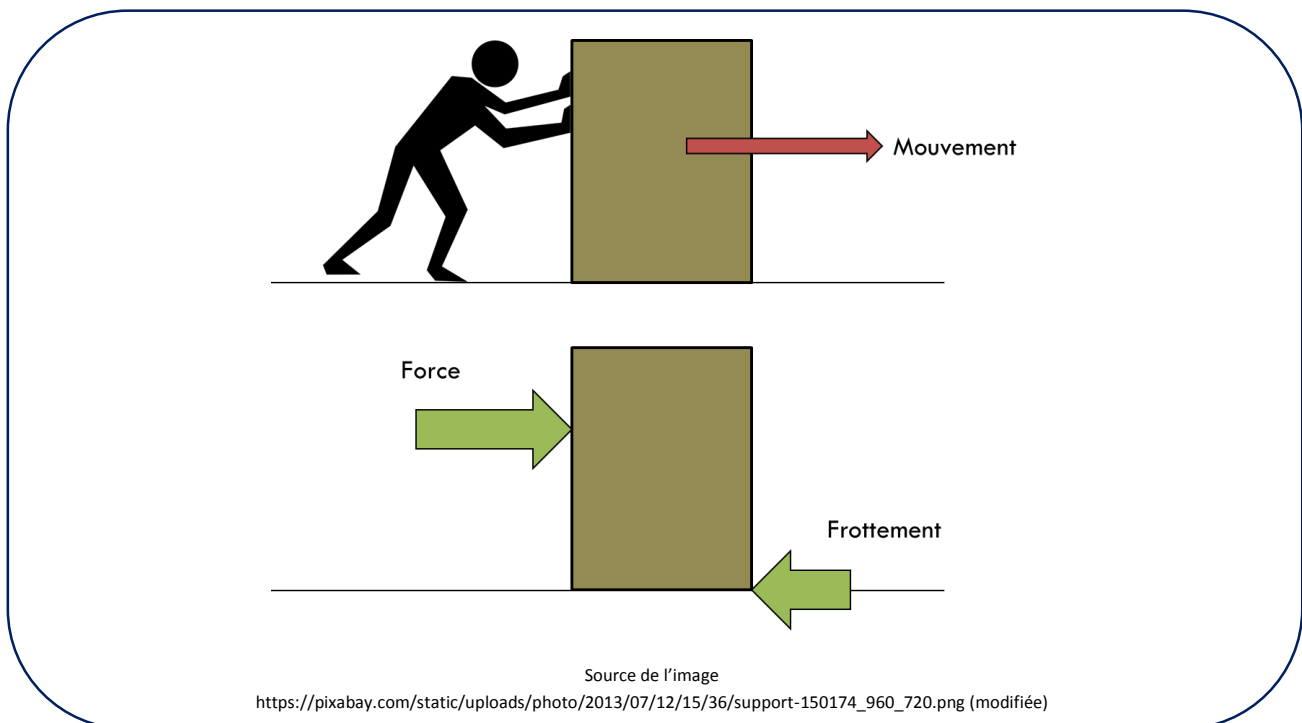 Mouvement
Force
Frottement
Source de l’image
https://pixabay.com/static/uploads/photo/2013/07/12/15/36/support-150174_960_720.png (modifiée)